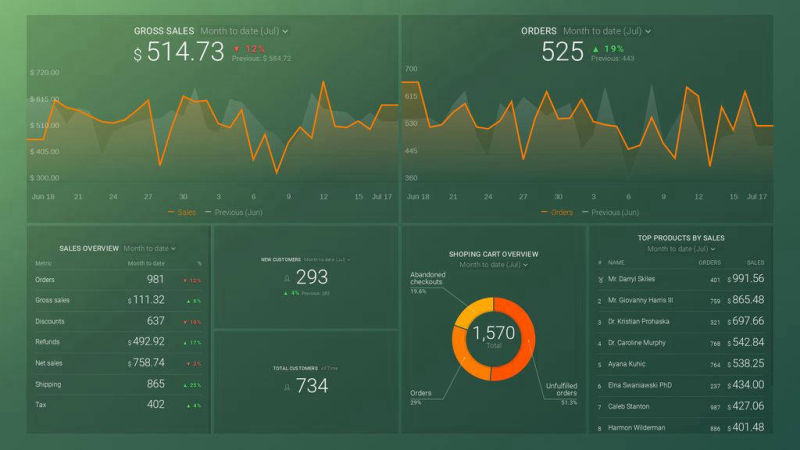 GROSS SALES Month to date (Jul)
$ 514.73 ▼ 12%
Previous: $ 584.72
$ 720.00
$ 615.00
$ 510.00
$ 405.00
$ 300.00
Jun 18 21 24 27 30 3 6 9 12 15 Jul 17
Sales Previous (Jun)
ORDERS Month to date (Jul)
525 ▲ 19%
Previous: 443
700
615
530
445
360
Jun 18 21 24 27 30 3 6 9 12 15 Jul 17
Orders Previous (Jun)
SALES OVERVIEW Month to date
Metric Month to date %
Orders 981 ▼ 12%
Gross sales $ 111.32 ▲ 8%
Discounts 637
Refunds $ 492.92 ▲ 17%
Net sales $ 758.74
Shipping 865 ▲ 25%
Tax 402 ▲ 4%
NEW CUSTOMERS Month to date (Jul)
293
▲ 4% Previous:
TOTAL CUSTOMERS All Time
734
SHOPING CART OVERVIEW
Month to date (Jul)
Abandoned
checkouts
19.6%
1,570
Total
Orders
29%
Unfulfilled
orders
51.3%
TOP PRODUCTS BY SALES
Month to date (Jul)
# NAME ORDERS SALES
Mr. Darryl Skiles 401 $ 991.56
2 Mr. Giovanny Harris III 759 $ 865.48
3 Dr. Kristian Prohaska 521 $ 697.66
4 Dr. Caroline Murphy 768 $ 542.84
5 Ayana Kuhic 764 $ 538.25
6 Elna Swaniawski PhD 237 $ 434.00
7 Caleb Stanton 987 $ 427.06
8 Harmon Wilderman 886 $ 401.48